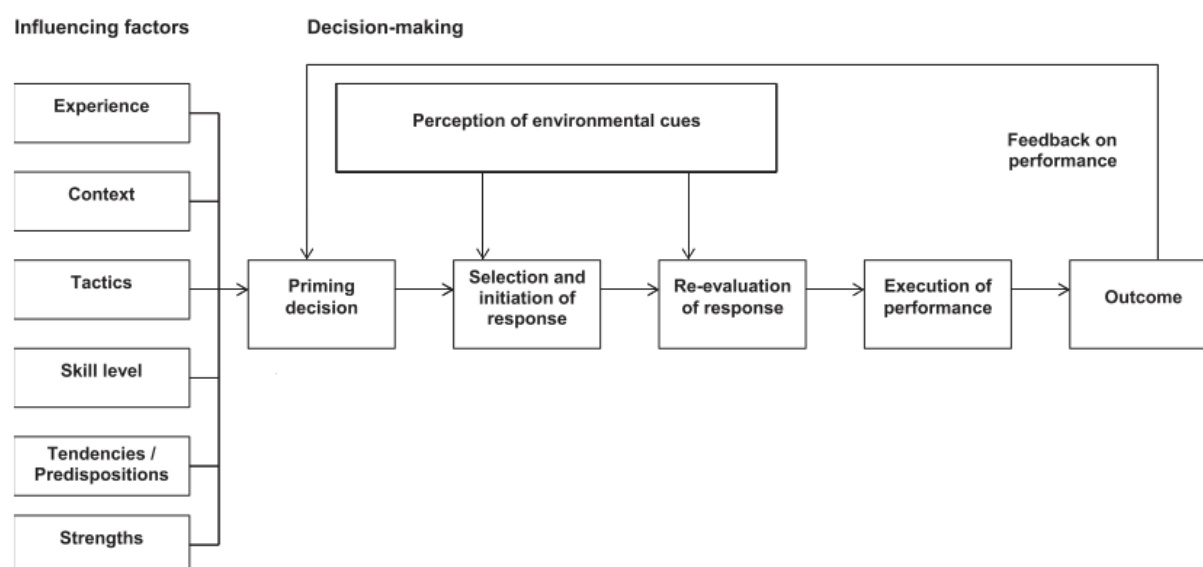 Influencing factors
Decision-making
Experience
Context
Tactics
Skill level
Tendencies /
Predispositions
Strengths
Perception of environmental cues
Feedback on
performance
Priming
decision
Selection and
initiation of
response
Re-evaluation
of response
Execution of
performance
Outcome